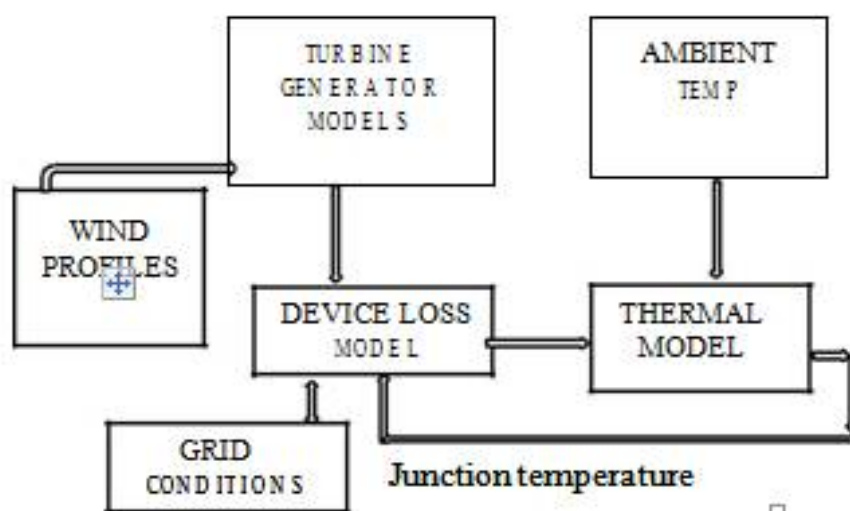 TURBINE
GENERATOR
MODELS
AMBIENT
TEMP
WIND
PROFILES
DEVICE LOSS
MODEL
THERMAL
MODEL
GRID
CONDITIONS
Junction temperature